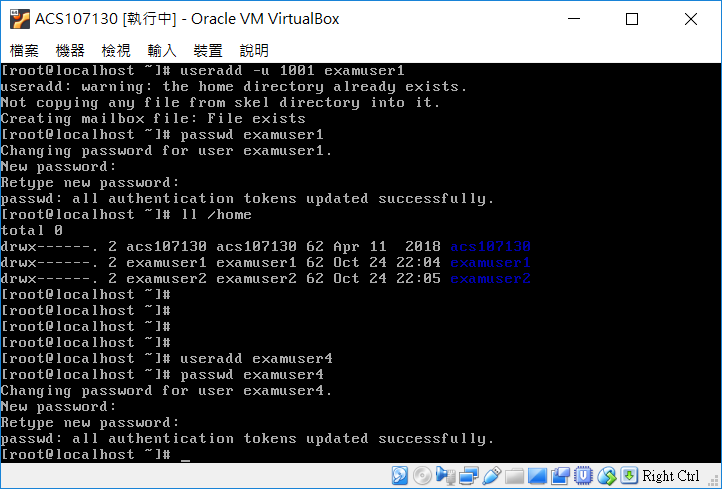 ACS107130 [執行中] - Oracle VM VirtualBox
檔案 機器 檢視 輸入 裝置 說明
[root@localhost ~]# useradd -u 1001 examuser1
useradd: warning: the home directory already exists.
Not copying any file from skel directory into it.
Creating mailbox file: File exists
[root@localhost ~]# passwd examuser1
Changing password for user examuser1.
New password:
Retype new password:
passwd: all authentication tokens updated successfully.
[root@localhost ~]# ll /home
total 0
drwx------. 2 acs107130 acs107130 62 Apr 11  2018 acs107130
drwx------. 2 examuser1 examuser1 62 Oct 24 22:04 examuser1
drwx------. 2 examuser2 examuser2 62 Oct 24 22:05 examuser2
[root@localhost ~]#
[root@localhost ~]#
[root@localhost ~]#
[root@localhost ~]#
[root@localhost ~]# useradd examuser4
[root@localhost ~]# passwd examuser4
Changing password for user examuser4.
New password:
Retype new password:
passwd: all authentication tokens updated successfully.
[root@localhost ~]# _
Right Ctrl